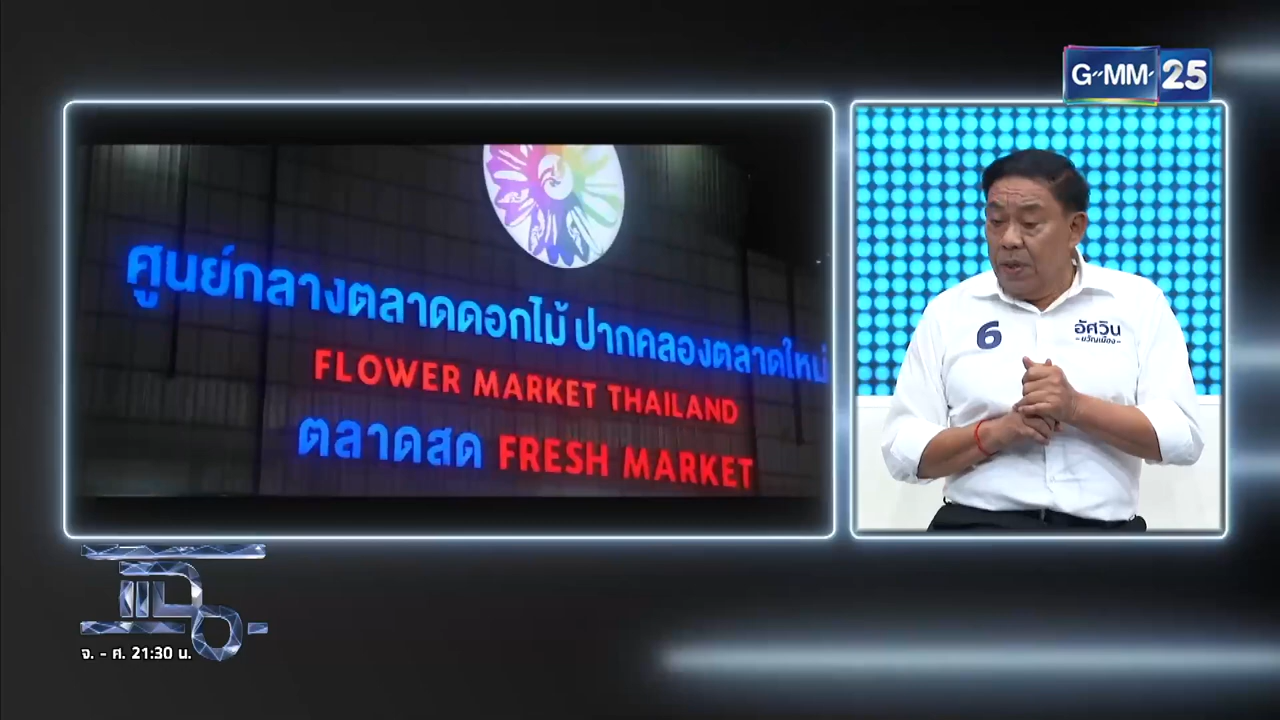 G-MM 25
ศูนย์กลางตลาดดอกไม้ ปากคลองตลาดใหม่
FLOWER MARKET THAILAND
ตลาดสด FRESH MARKET
6
อัศวิน
-ขวัญเมือง-
แฉ
จ. - ศ. 21:30 น.